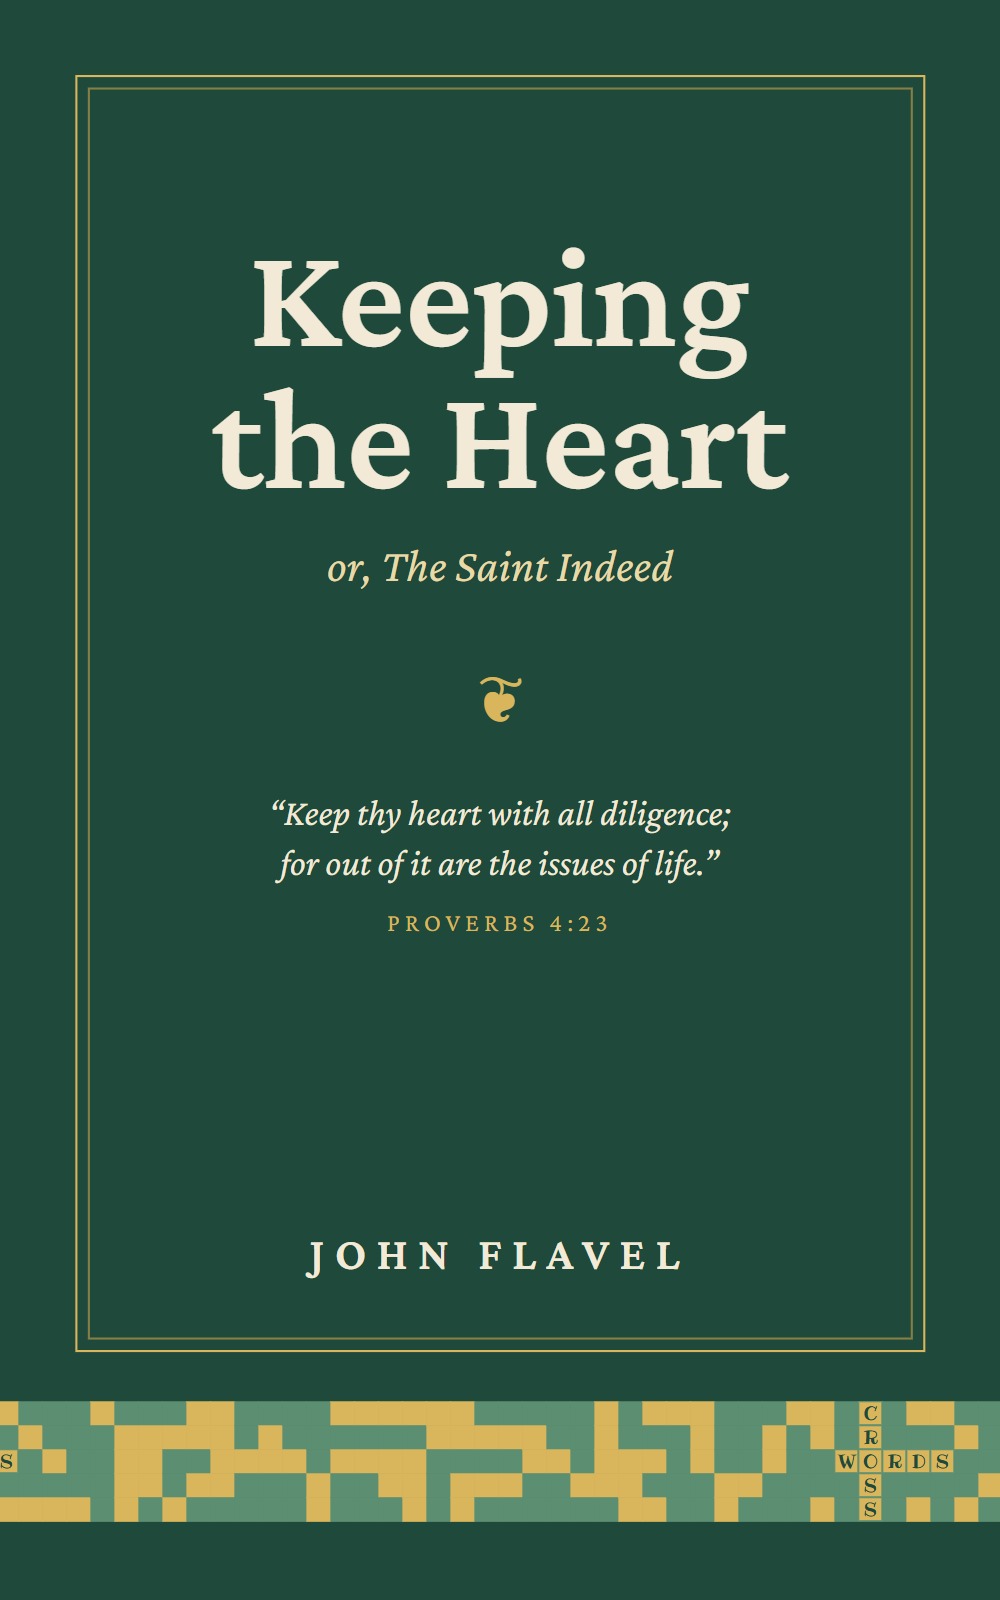 Keeping
the Heart
or, The Saint Indeed
“Keep thy heart with all diligence;
for out of it are the issues of life.”
PROVERBS 4:23
JOHN FLAVEL
S
CROSS
WORDS